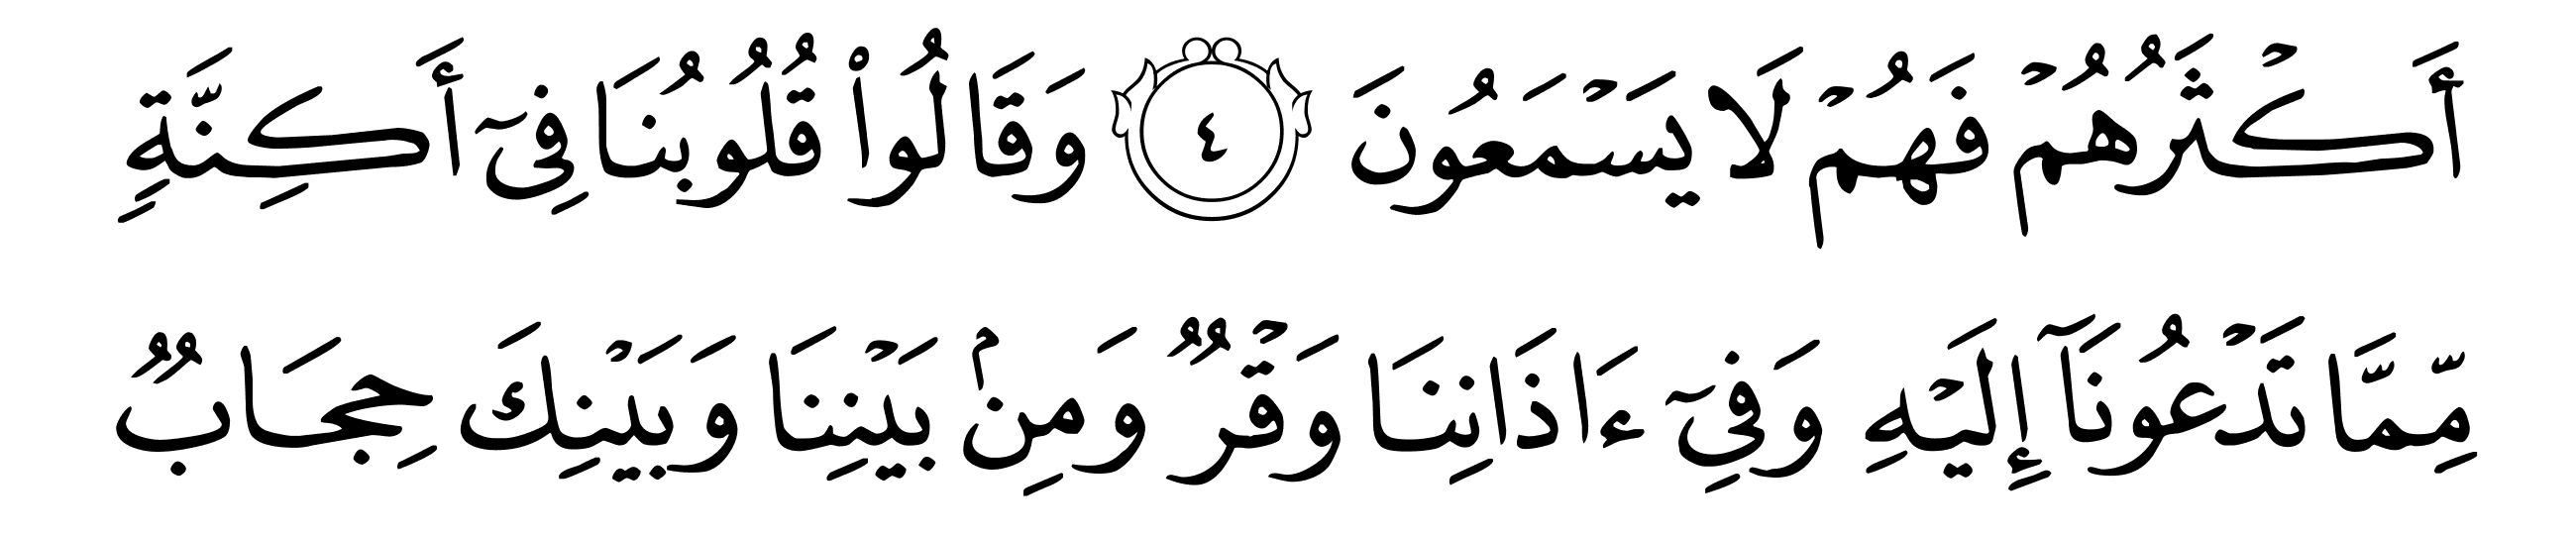 أَكْثَرُهُمْ فَهُمْ لَا يَسْمَعُونَ ٤ وَقَالُواْ قُلُوبُنَا فِىٓ أَكِنَّةٍ
مِّمَّا تَدْعُونَآ إِلَيْهِ وَفِىٓ ءَاذَانِنَا وَقْرٌ وَمِنۢ بَيْنِنَا وَبَيْنِكَ حِجَابٌ